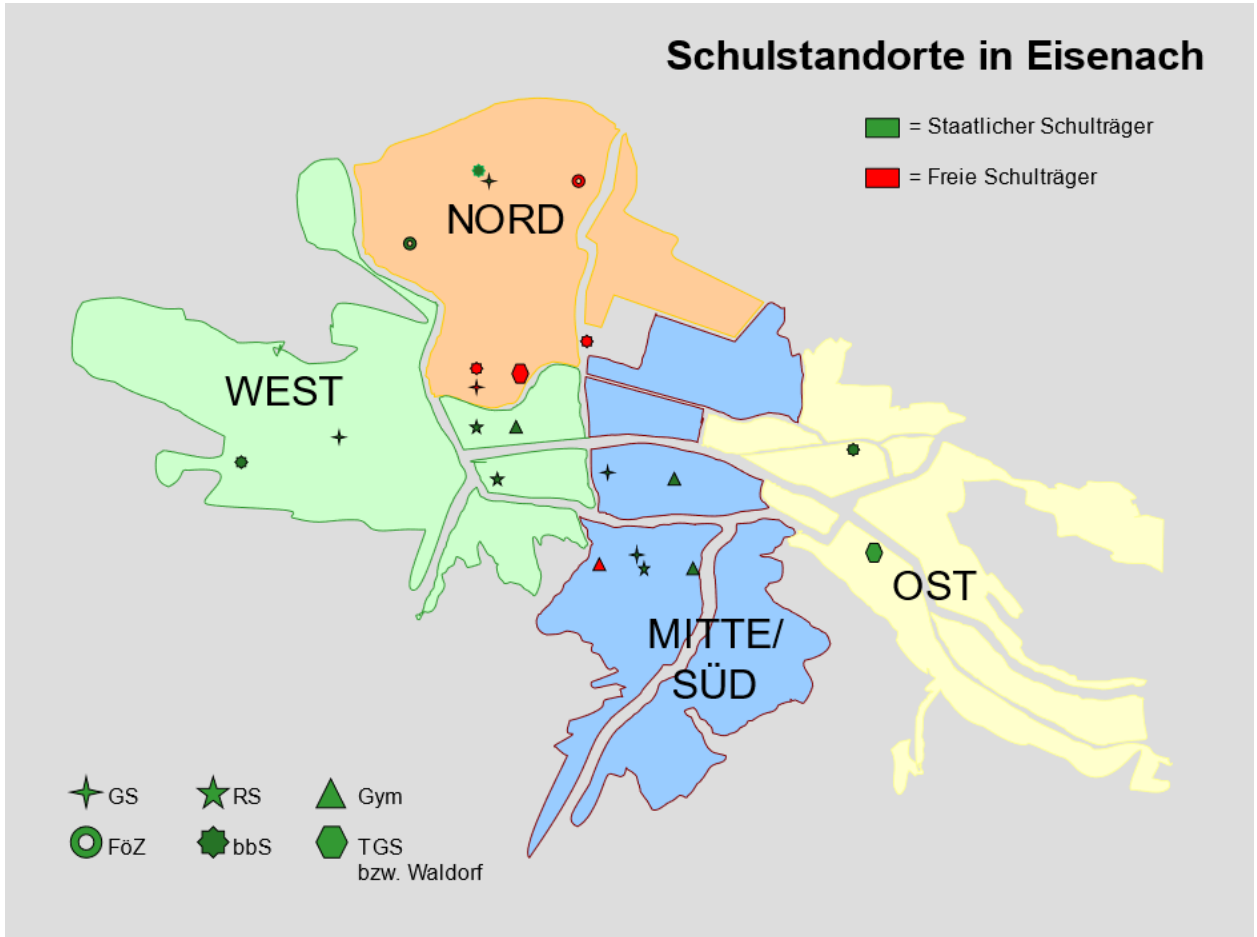 Schulstandorte in Eisenach
= Staatlicher Schulträger
= Freie Schulträger
NORD
WEST
OST
MITTE/
SÜD
GS
RS
Gym
FöZ
bbS
TGS
bzw. Waldorf